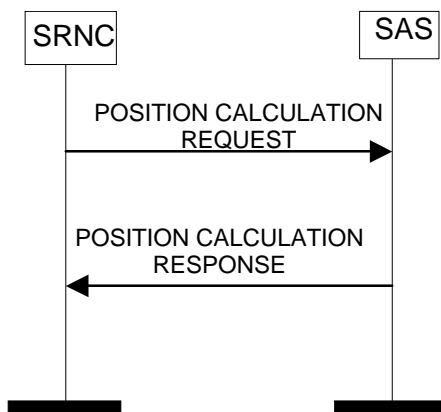 SRNC
SAS
POSITION CALCULATION
REQUEST
POSITION CALCULATION
RESPONSE